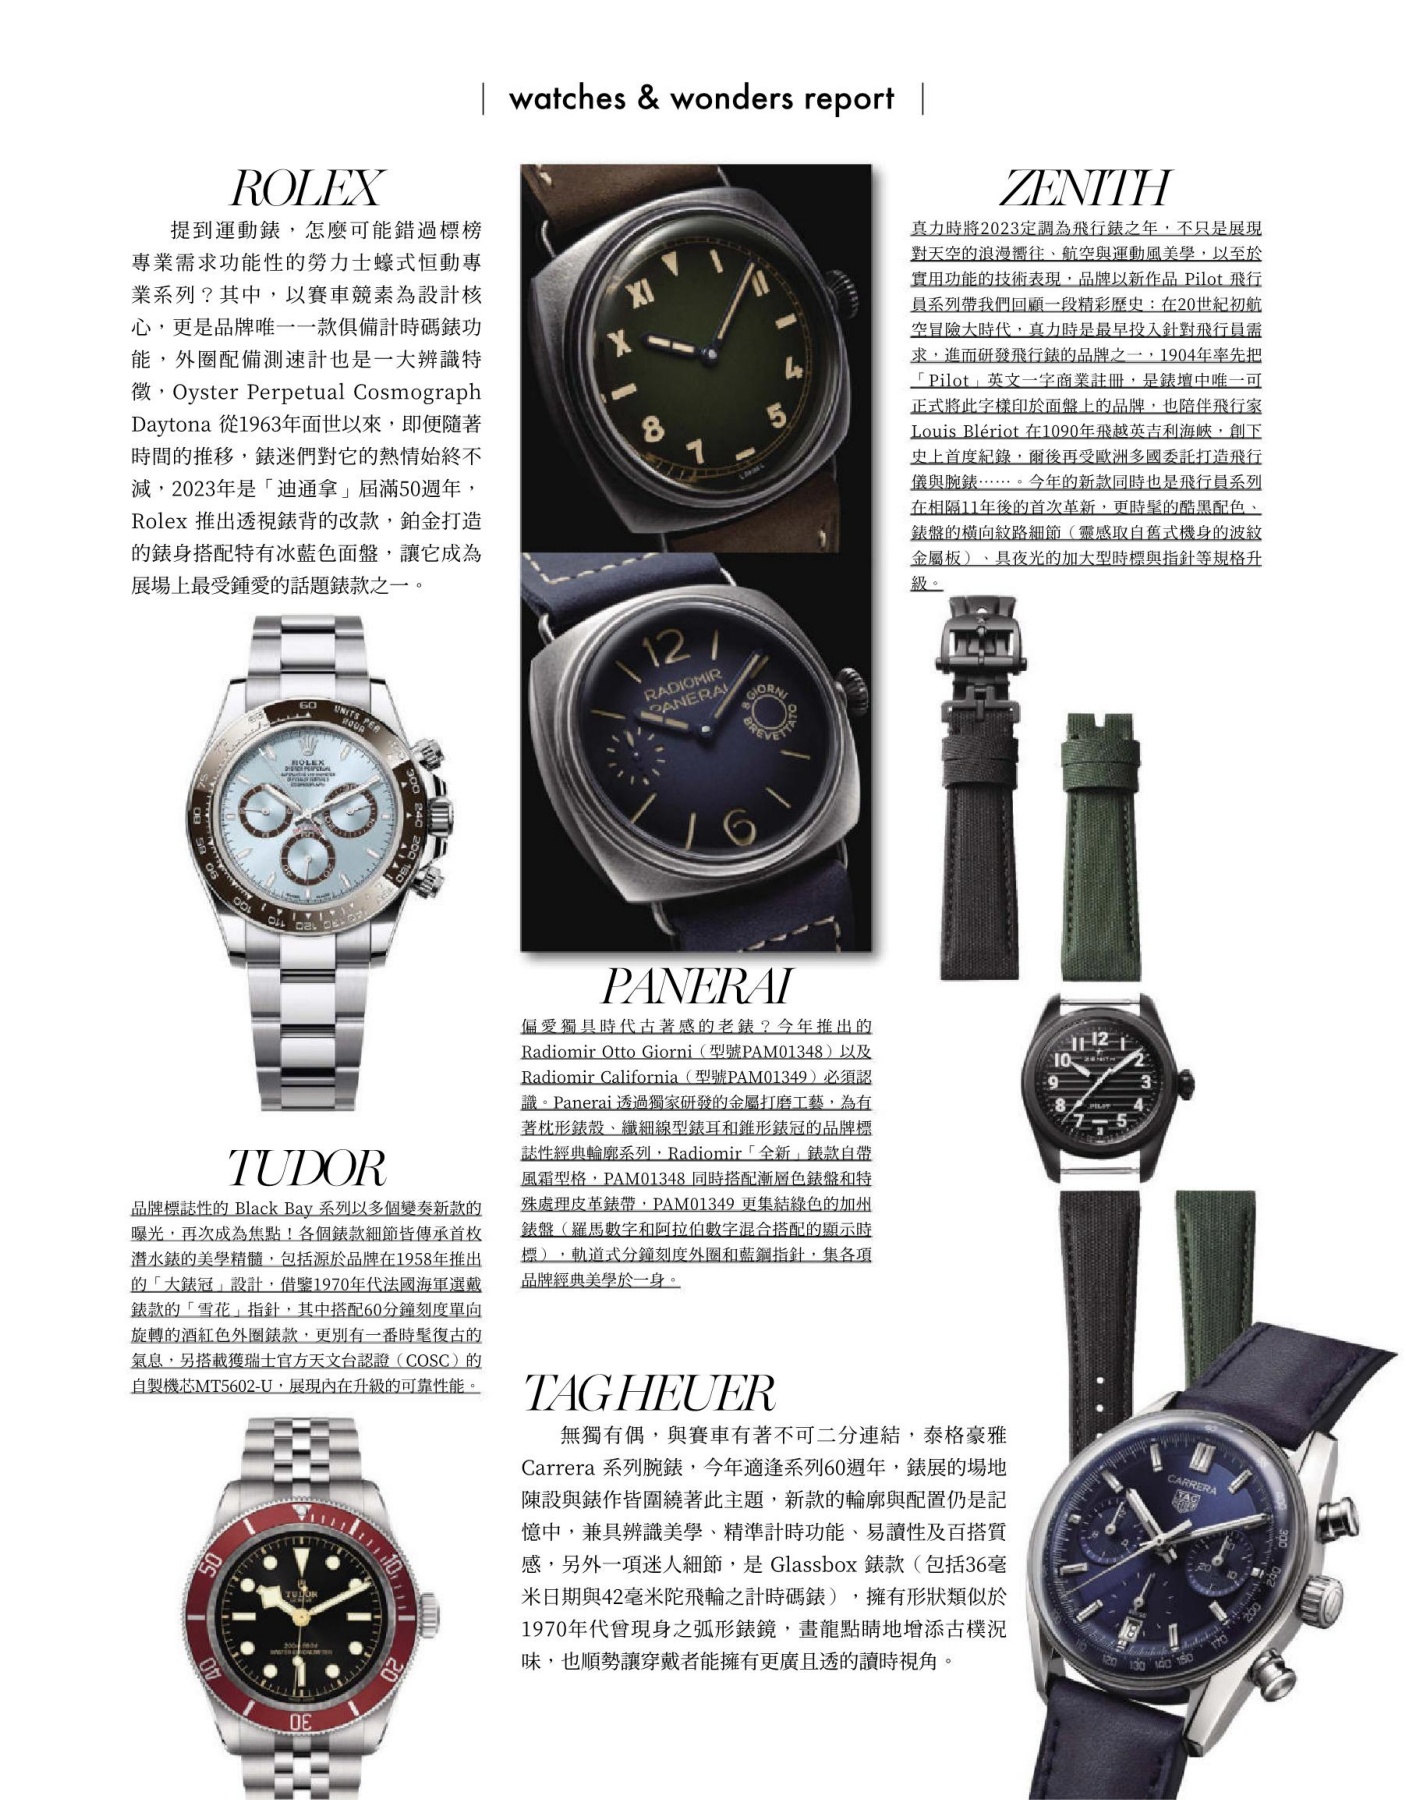 watches & wonders report
ROLEX
提到運動錶，怎麼可能錯過標榜
專業需求功能性的勞力士蠔式恒動專
業系列？其中，以賽車競素為設計核
心，更是品牌唯一一款俱備計時碼錶功
能，外圈配備測速計也是一大辨識特
徵，Oyster Perpetual Cosmograph
Daytona 從1963年面世以來，即便隨著
時間的推移，錶迷們對它的熱情始終不
減，2023年是「迪通拿」屆滿50週年，
Rolex 推出透視錶背的改款，鉑金打造
的錶身搭配特有冰藍色面盤，讓它成為
展場上最受鍾愛的話題錶款之一。
TUDOR
品牌標誌性的 Black Bay 系列以多個變奏新款的
曝光，再次成為焦點！各個錶款細節皆傳承首枚
潛水錶的美學精髓，包括源於品牌在1958年推出
的「大錶冠」設計，借鑒1970年代法國海軍選戴
錶款的「雪花」指針，其中搭配60分鐘刻度單向
旋轉的酒紅色外圈錶款，更別有一番時髦復古的
氣息，另搭載獲瑞士官方天文台認證（COSC）的
自製機芯MT5602-U，展現內在升級的可靠性能。
PANERAI
偏愛獨具時代古著感的老錶？今年推出的
Radiomir Otto Giorni（型號PAM01348）以及
Radiomir California（型號PAM01349）必須認
識。Panerai 透過獨家研發的金屬打磨工藝，為有
著枕形錶殼、纖細線型錶耳和錐形錶冠的品牌標
誌性經典輪廓系列，Radiomir「全新」錶款自帶
風霜型格，PAM01348 同時搭配漸層色錶盤和特
殊處理皮革錶帶，PAM01349 更集結綠色的加州
錶盤（羅馬數字和阿拉伯數字混合搭配的顯示時
標），軌道式分鐘刻度外圈和藍鋼指針，集各項
品牌經典美學於一身。
TAG HEUER
無獨有偶，與賽車有著不可二分連結，泰格豪雅
Carrera 系列腕錶，今年適逢系列60週年，錶展的場地
陳設與錶作皆圍繞著此主題，新款的輪廓與配置仍是記
憶中，兼具辨識美學、精準計時功能、易讀性及百搭質
感，另外一項迷人細節，是 Glassbox 錶款（包括36毫
米日期與42毫米陀飛輪之計時碼錶），擁有形狀類似於
1970年代曾現身之弧形錶鏡，畫龍點睛地增添古樸況
味，也順勢讓穿戴者能擁有更廣且透的讀時視角。
ZENITH
真力時將2023定調為飛行錶之年，不只是展現
對天空的浪漫嚮往、航空與運動風美學，以至於
實用功能的技術表現，品牌以新作品 Pilot 飛行
員系列帶我們回顧一段精彩歷史：在20世紀初航
空冒險大時代，真力時是最早投入針對飛行員需
求，進而研發飛行錶的品牌之一，1904年率先把
「Pilot」英文一字商業註冊，是錶壇中唯一可
正式將此字樣印於面盤上的品牌，也陪伴飛行家
Louis Blériot 在1090年飛越英吉利海峽，創下
史上首度紀錄，爾後再受歐洲多國委託打造飛行
儀與腕錶⋯⋯。今年的新款同時也是飛行員系列
在相隔11年後的首次革新，更時髦的酷黑配色、
錶盤的橫向紋路細節（靈感取自舊式機身的波紋
金屬板）、具夜光的加大型時標與指針等規格升
級。
RADIOMIR
PANERAI
8 GIORNI
BREVETTATO
ROLEX
UNITS PER
HOUR
TUDOR
ZENITH
PILOT
CARRERA
TAG
HEUER